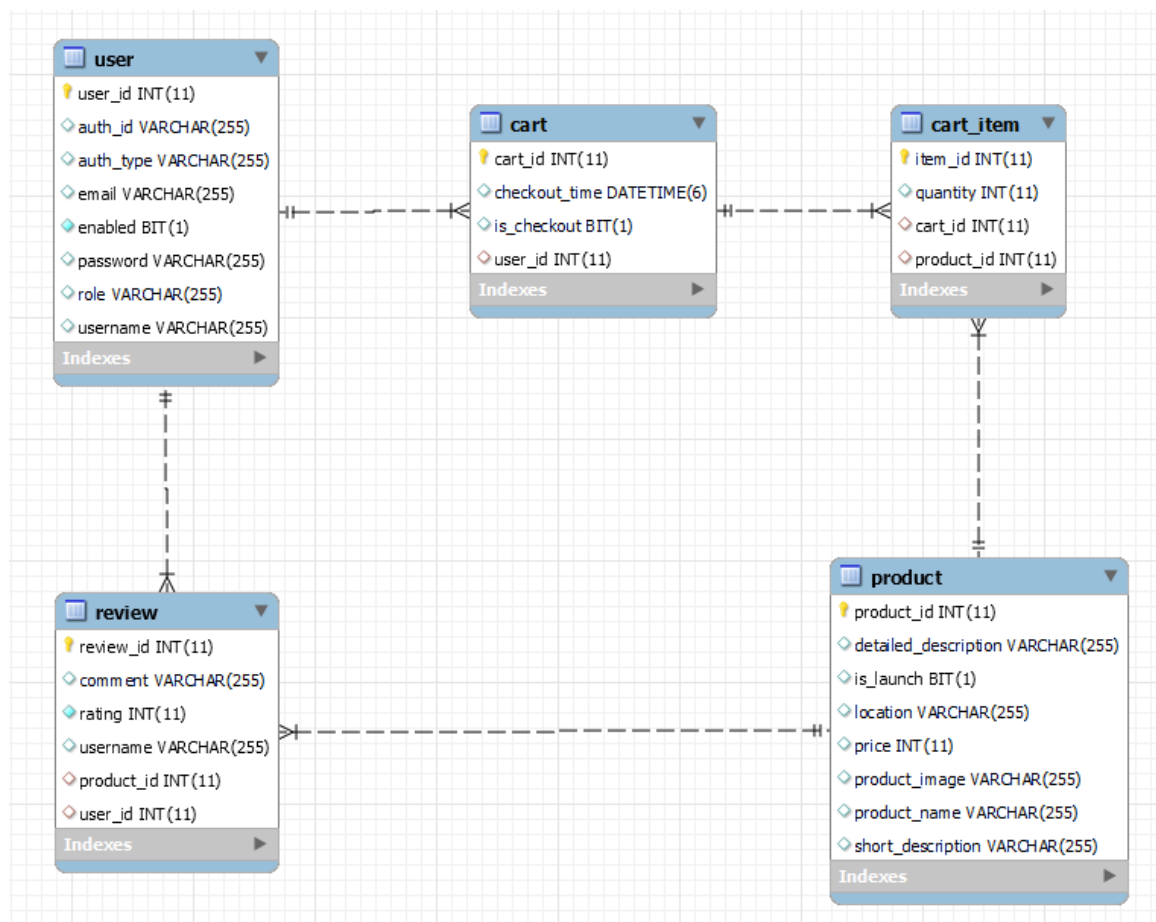 user
user_id INT(11)
auth_id VARCHAR(255)
auth_type VARCHAR(255)
email VARCHAR(255)
enabled BIT(1)
password VARCHAR(255)
role VARCHAR(255)
username VARCHAR(255)
Indexes
cart
cart_id INT(11)
checkout_time DATETIME(6)
is_checkout BIT(1)
user_id INT(11)
Indexes
cart_item
item_id INT(11)
quantity INT(11)
cart_id INT(11)
product_id INT(11)
Indexes
review
review_id INT(11)
comment VARCHAR(255)
rating INT(11)
username VARCHAR(255)
product_id INT(11)
user_id INT(11)
Indexes
product
product_id INT(11)
detailed_description VARCHAR(255)
is_launch BIT(1)
location VARCHAR(255)
price INT(11)
product_image VARCHAR(255)
product_name VARCHAR(255)
short_description VARCHAR(255)
Indexes